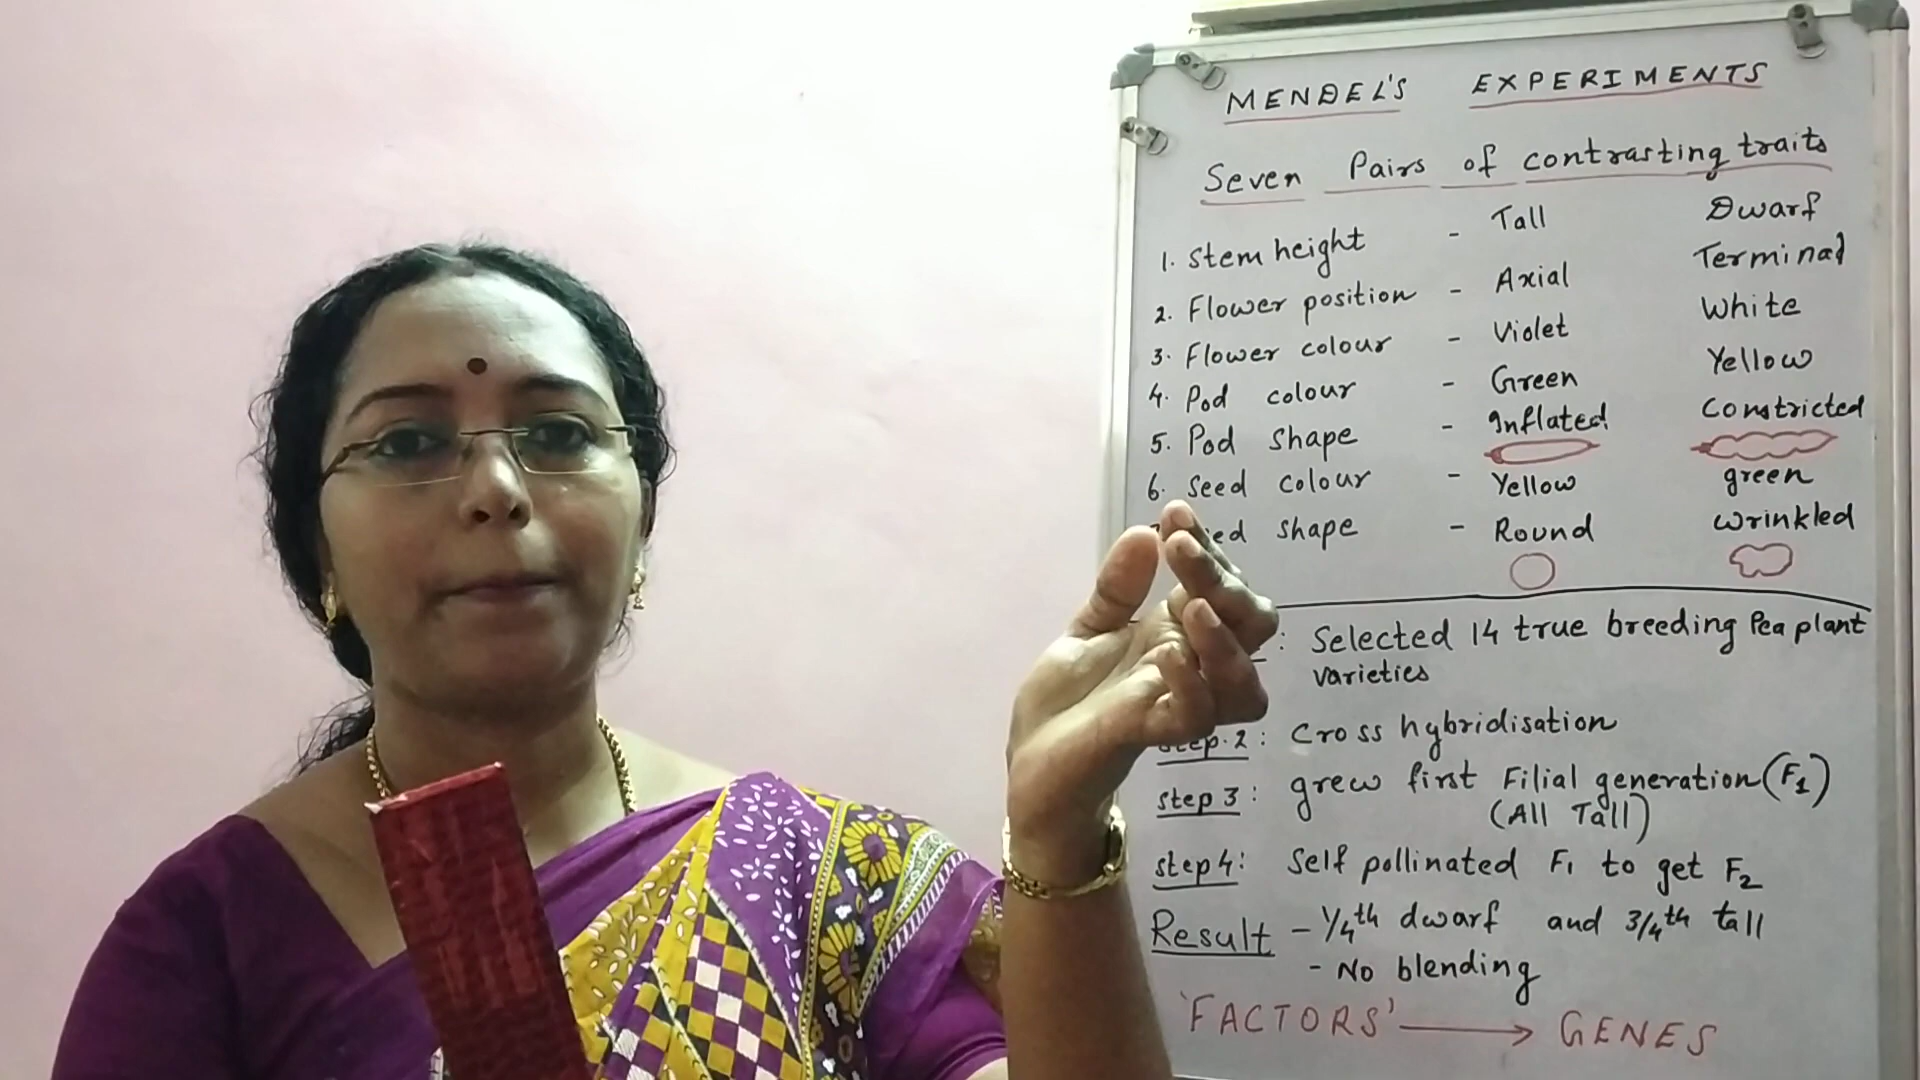 MENDEL'S EXPERIMENTS
Seven Pairs of contrasting traits
1. Stem height - Tall Dwarf
2. Flower position - Axial Terminal
3. Flower colour - Violet White
4. Pod colour - Green Yellow
5. Pod shape - Inflated Constricted
6. Seed colour - Yellow green
shape - Round wrinkled
: Selected 14 true breeding Pea plant
varieties
Step.2: Cross hybridisation
step 3: grew first Filial generation (F1)
(All Tall)
step 4: Self pollinated F1 to get F2
Result - 1/4th dwarf and 3/4th tall
- No blending
'FACTORS' → GENES